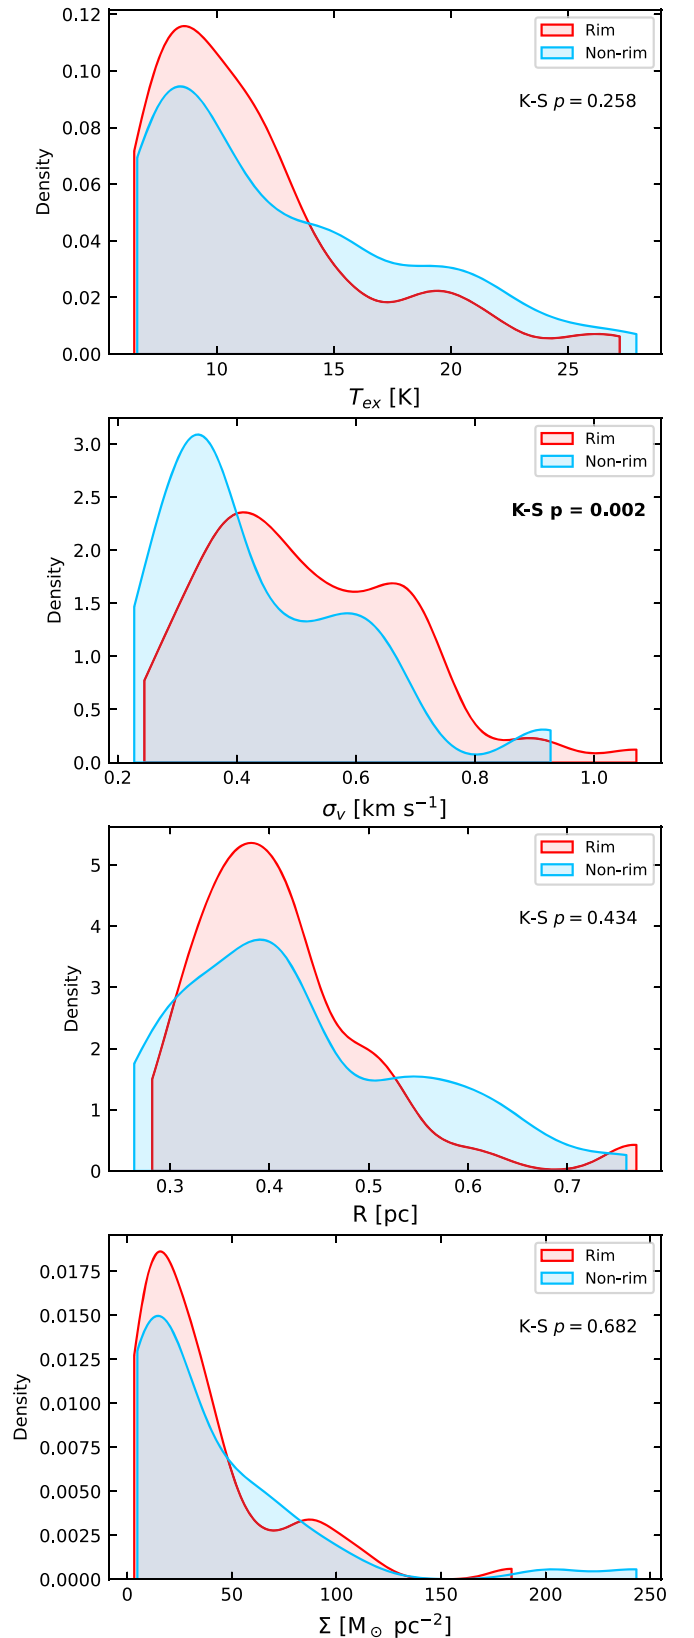 0.12
0.10
0.08
0.06
0.04
0.02
0.00
Density
Rim
Non-rim
K-S p = 0.258
10 15 20 25
T_ex [K]
3.0
2.5
2.0
1.5
1.0
0.5
0.0
Density
Rim
Non-rim
K-S p = 0.002
0.2 0.4 0.6 0.8 1.0
σ_v [km s⁻¹]
5
4
3
2
1
0
Density
Rim
Non-rim
K-S p = 0.434
0.3 0.4 0.5 0.6 0.7
R [pc]
0.0175
0.0150
0.0125
0.0100
0.0075
0.0050
0.0025
0.0000
Density
Rim
Non-rim
K-S p = 0.682
0 50 100 150 200 250
Σ [M⊙ pc⁻²]